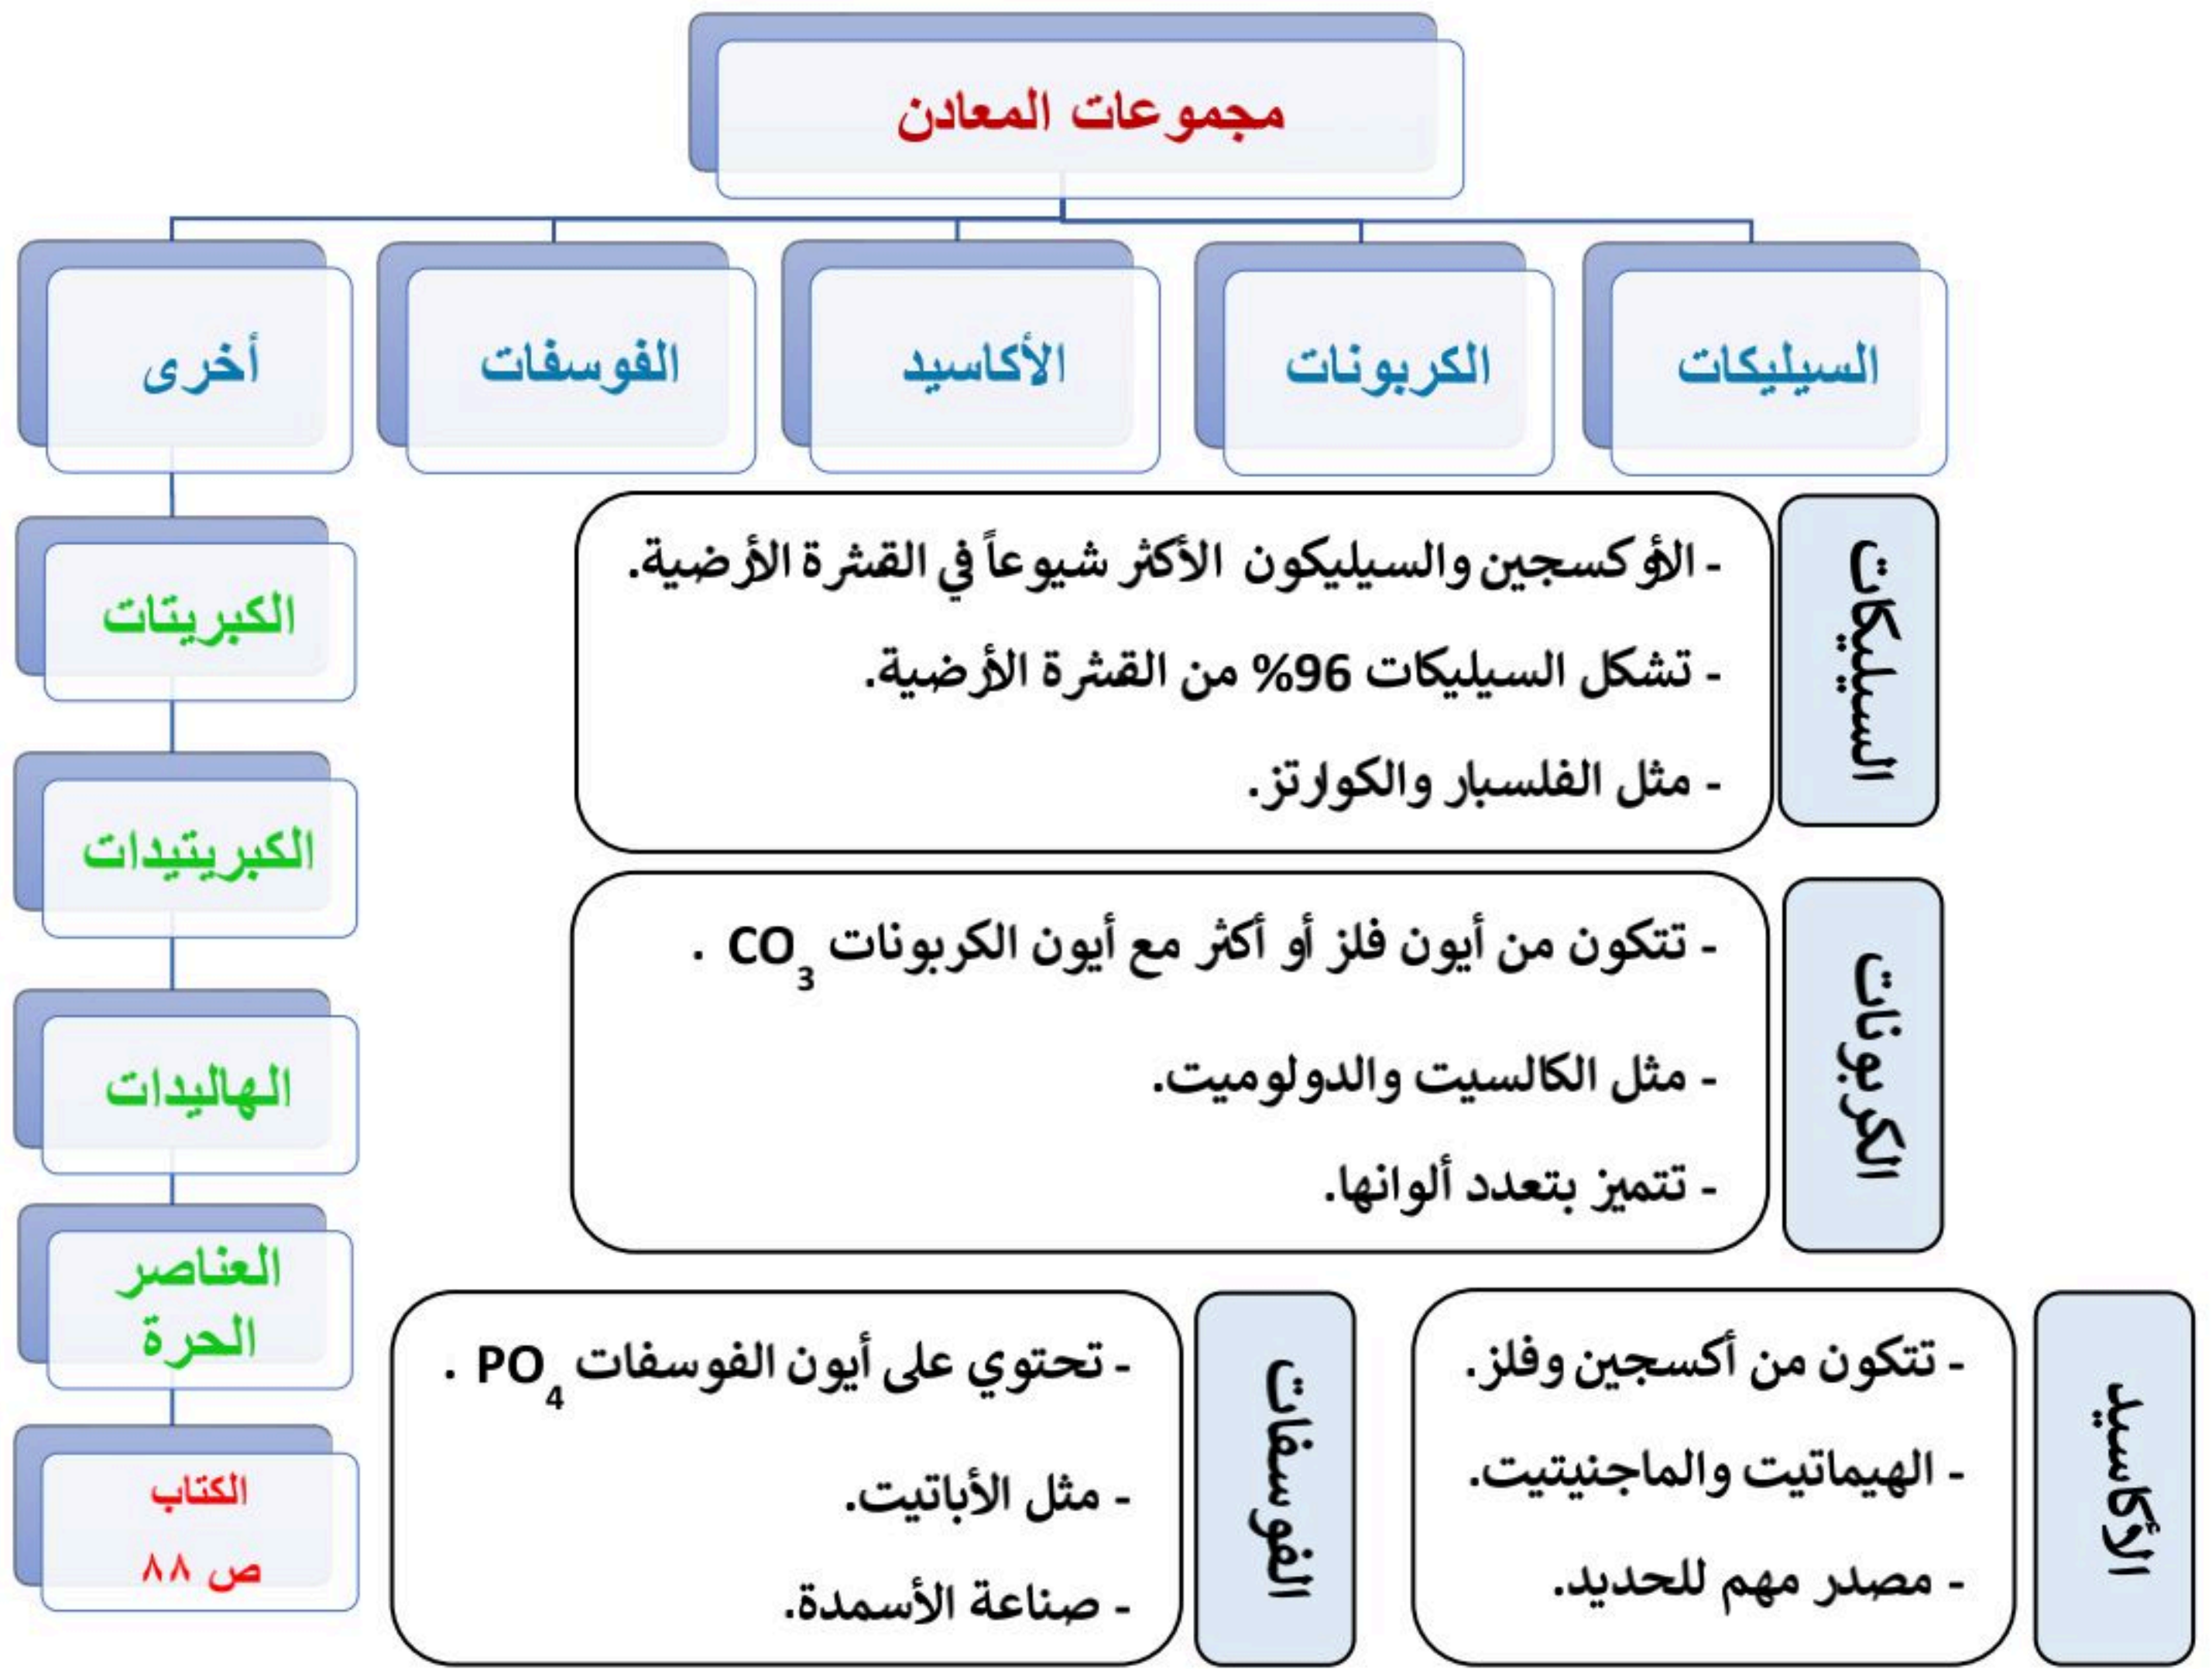 مجموعات المعادن
السيليكات
الكربونات
الأكاسيد
الفوسفات
أخرى
السيليكات
- الأوكسجين والسيليكون الأكثر شيوعاً في القشرة الأرضية.
- تشكل السيليكات 96% من القشرة الأرضية.
- مثل الفلسبار والكوارتز.
الكربونات
- تتكون من أيون فلز أو أكثر مع أيون الكربونات CO3 .
- مثل الكالسيت والدولوميت.
- تتميز بتعدد ألوانها.
الأكاسيد
- تتكون من أكسجين وفلز.
- الهيماتيت والماجنيتيت.
- مصدر مهم للحديد.
الفوسفات
- تحتوي على أيون الفوسفات PO4 .
- مثل الأباتيت.
- صناعة الأسمدة.
الكبريتات
الكبريتيدات
الهاليدات
العناصر
الحرة
الكتاب
ص ٨٨